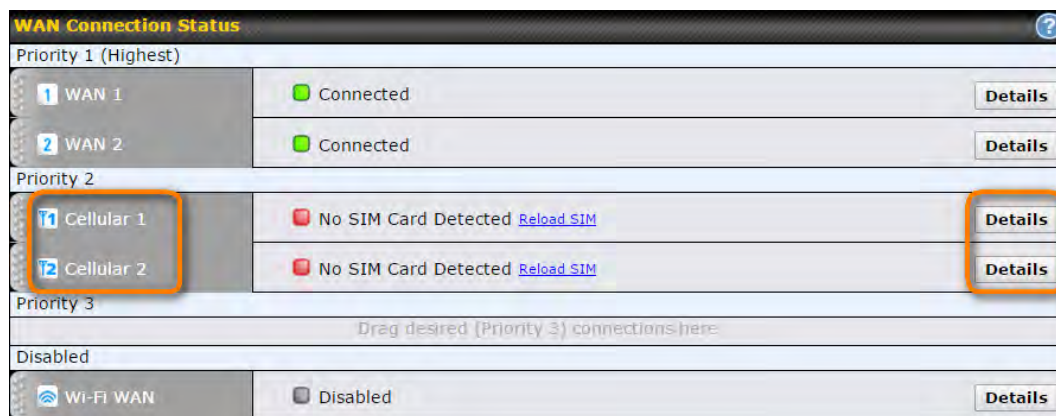 WAN Connection Status ?
Priority 1 (Highest)
1 WAN 1 Connected Details
2 WAN 2 Connected Details
Priority 2
1 Cellular 1 No SIM Card Detected Reload SIM Details
2 Cellular 2 No SIM Card Detected Reload SIM Details
Priority 3
Drag desired (Priority 3) connections here
Disabled
Wi-Fi WAN Disabled Details